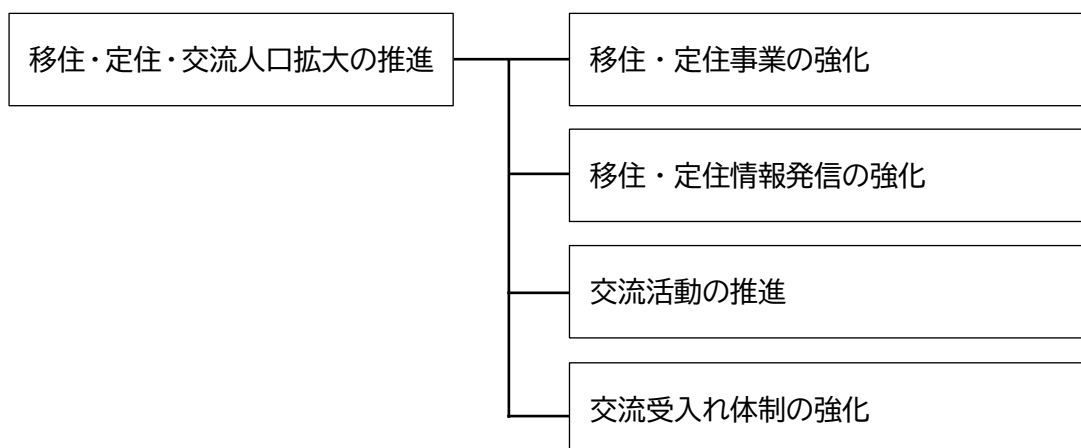 移住・定住・交流人口拡大の推進
移住・定住事業の強化
移住・定住情報発信の強化
交流活動の推進
交流受入れ体制の強化